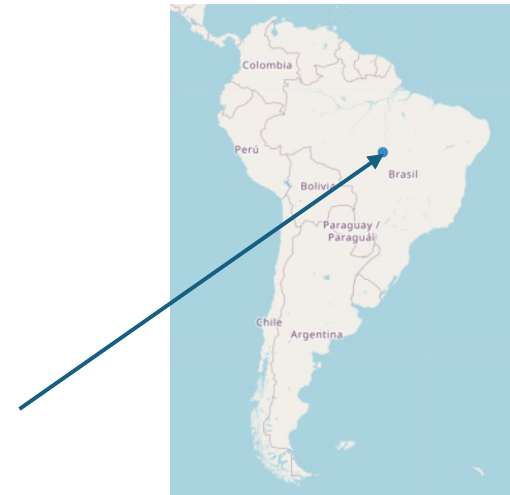 Colombia
Perú
Brasil
Bolivia
Paraguay /
Paraguái
Chile
Argentina